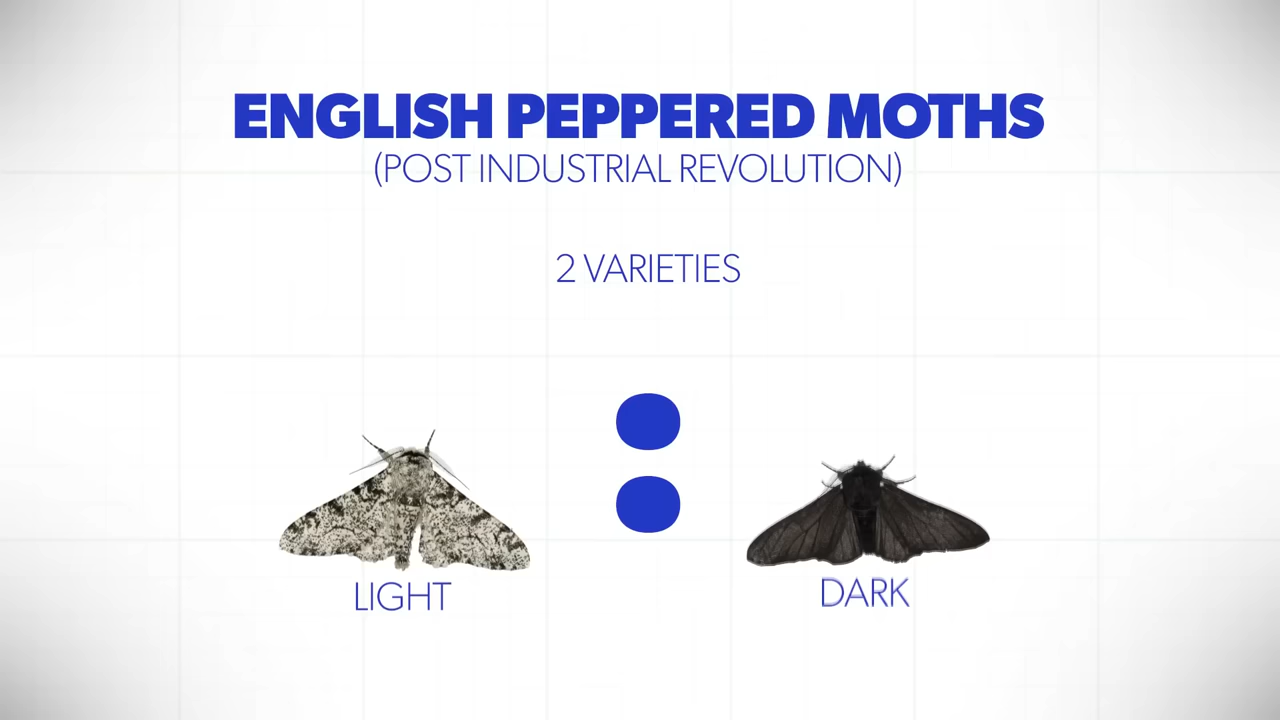 ENGLISH PEPPERED MOTHS
(POST INDUSTRIAL REVOLUTION)
2 VARIETIES
:
LIGHT
DARK